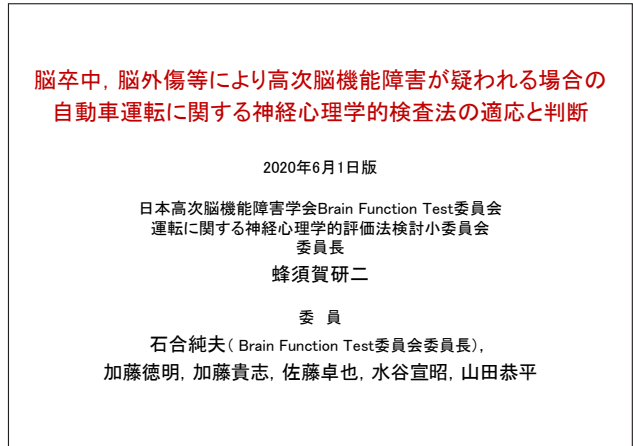 脳卒中，脳外傷等により高次脳機能障害が疑われる場合の
自動車運転に関する神経心理学的検査法の適応と判断
2020年6月1日版
日本高次脳機能障害学会Brain Function Test委員会
運転に関する神経心理学的評価法検討小委員会
委員長
蜂須賀研二
委　員
石合純夫（ Brain Function Test委員会委員長），
加藤徳明，加藤貴志，佐藤卓也，水谷宣昭，山田恭平